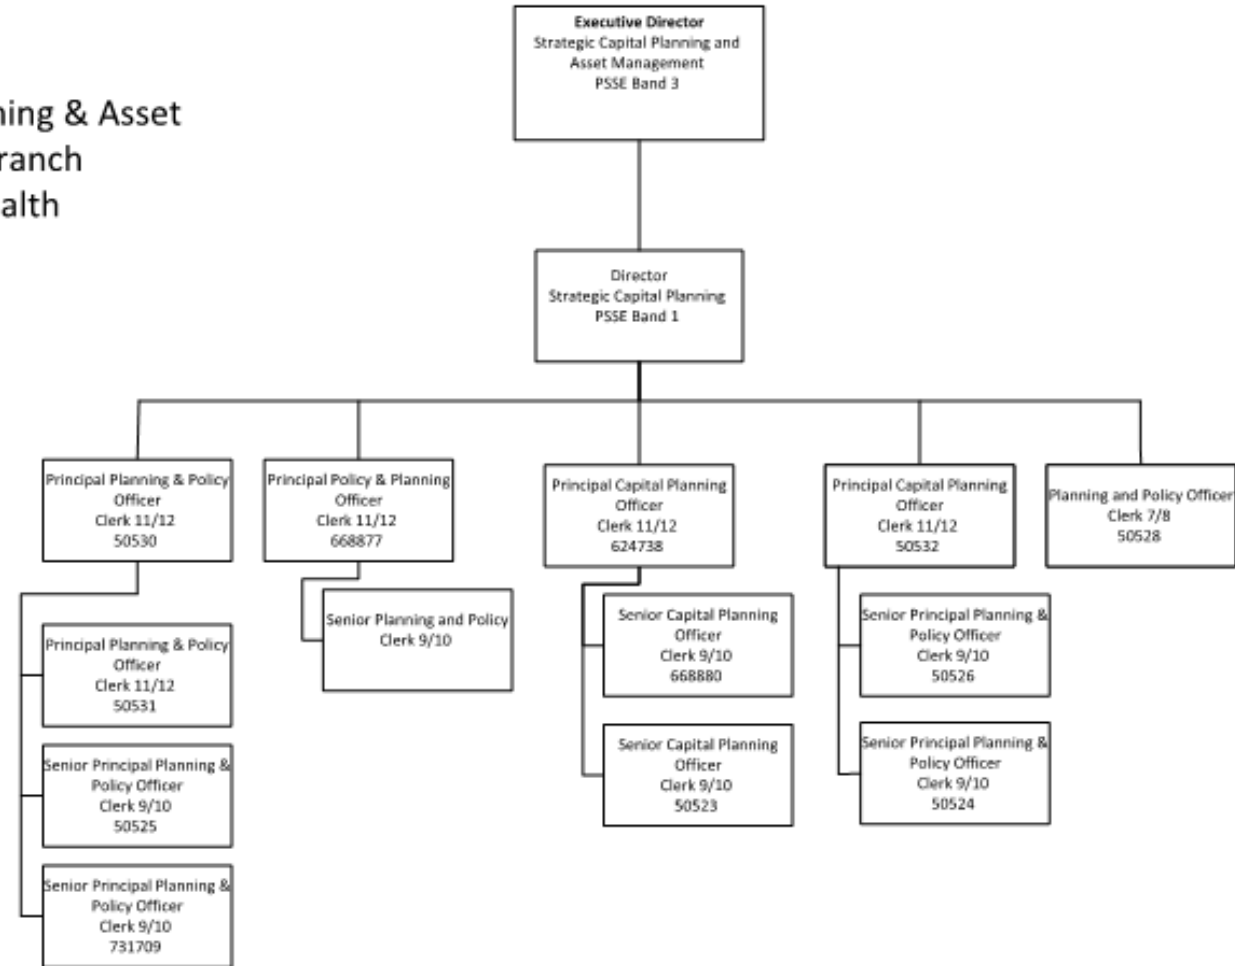 Executive Director
Strategic Capital Planning and
Asset Management
PSSE Band 3
ning & Asset
ranch
alth
Director
Strategic Capital Planning
PSSE Band 1
Principal Planning & Policy
Officer
Clerk 11/12
50530
Principal Policy & Planning
Officer
Clerk 11/12
668877
Principal Capital Planning
Officer
Clerk 11/12
624738
Principal Capital Planning
Officer
Clerk 11/12
50532
Planning and Policy Officer
Clerk 7/8
50528
Principal Planning & Policy
Officer
Clerk 11/12
50531
Senior Principal Planning &
Policy Officer
Clerk 9/10
50525
Senior Principal Planning &
Policy Officer
Clerk 9/10
731709
Senior Planning and Policy
Clerk 9/10
Senior Capital Planning
Officer
Clerk 9/10
668880
Senior Capital Planning
Officer
Clerk 9/10
50523
Senior Principal Planning &
Policy Officer
Clerk 9/10
50526
Senior Principal Planning &
Policy Officer
Clerk 9/10
50524